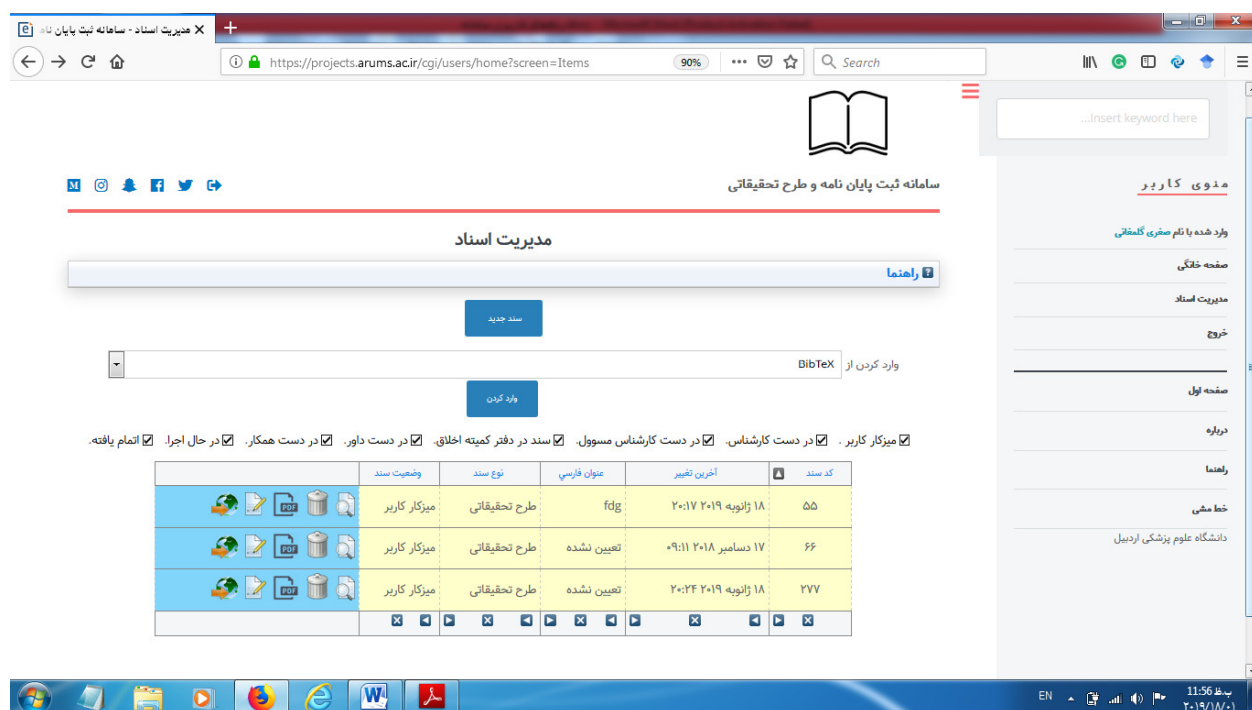 مدیریت اسناد - سامانه ثبت پایان نامه
https://projects.arums.ac.ir/cgi/users/home?screen=Items
90%
Search
Insert keyword here...
سامانه ثبت پایان نامه و طرح تحقیقاتی
منوی کاربر
وارد شده با نام صغری گلمغانی
صفحه خانگی
مدیریت اسناد
خروج
صفحه اول
درباره
راهنما
خط مشی
دانشگاه علوم پزشکی اردبیل
مدیریت اسناد
راهنما
سند جدید
وارد کردن از BibTeX
وارد کردن
میزکار کاربر . در دست کارشناس. در دست کارشناس مسوول. سند در دفتر کمیته اخلاق. در دست داور. در دست همکار. در حال اجرا. اتمام یافته.
کد سند آخرین تغییر عنوان فارسي نوع سند وضعیت سند
۵۵ ۱۸ ژانویه ۲۰۱۹ ۲۰:۱۷ fdg طرح تحقیقاتی میزکار کاربر
۶۶ ۱۷ دسامبر ۲۰۱۸ ۰۹:۱۱ تعیین نشده طرح تحقیقاتی میزکار کاربر
۲۷۷ ۱۸ ژانویه ۲۰۱۹ ۲۰:۲۴ تعیین نشده طرح تحقیقاتی میزکار کاربر
EN
11:56 ب.ظ
۲۰۱۹/۱۸/۰۱